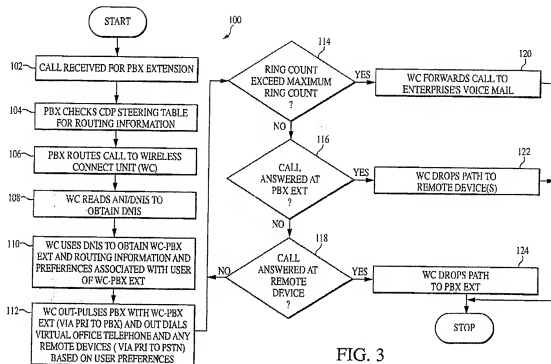 START
100
102
CALL RECEIVED FOR PBX EXTENSION
104
PBX CHECKS CDP STEERING TABLE
FOR ROUTING INFORMATION
106
PBX ROUTES CALL TO WIRELESS
CONNECT UNIT (WC)
108
WC READS ANI/DNIS TO
OBTAIN DNIS
110
WC USES DNIS TO OBTAIN WC-PBX
EXT AND ROUTING INFORMATION AND
PREFERENCES ASSOCIATED WITH USER
OF WC-PBX EXT
112
WC OUT-PULSES PBX WITH WC-PBX
EXT (VIA PRI TO PBX) AND OUT DIALS
VIRTUAL OFFICE TELEPHONE AND ANY
REMOTE DEVICES (VIA PRI TO PSTN)
BASED ON USER PREFERENCES
114
RING COUNT
EXCEED MAXIMUM
RING COUNT
?
YES
NO
120
WC FORWARDS CALL TO
ENTERPRISE'S VOICE MAIL
116
CALL
ANSWERED AT
PBX EXT
?
YES
NO
122
WC DROPS PATH TO
REMOTE DEVICE(S)
118
CALL
ANSWERED AT
REMOTE
DEVICE
?
NO
YES
124
WC DROPS PATH
TO PBX EXT
STOP
FIG. 3